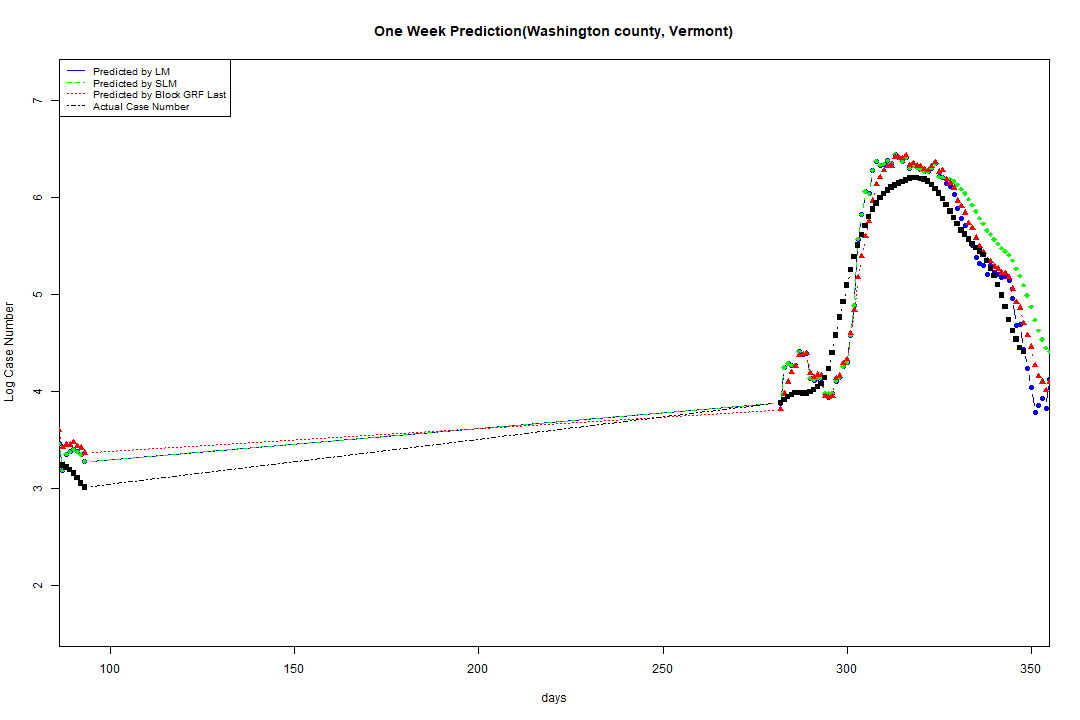 One Week Prediction(Washington county, Vermont)
Predicted by LM
Predicted by SLM
Predicted by Block GRF Last
Actual Case Number
7
6
5
4
3
2
Log Case Number
100 150 200 250 300 350
days